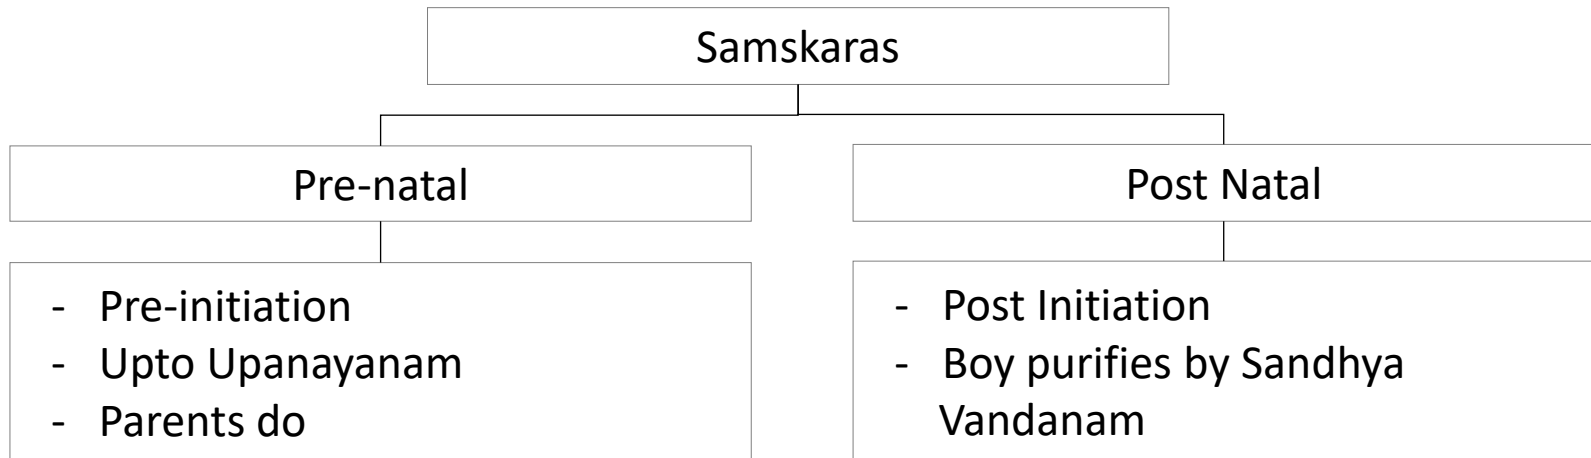 Samskaras
Pre-natal
Post Natal
- Pre-initiation
- Upto Upanayanam
- Parents do
- Post Initiation
- Boy purifies by Sandhya
Vandanam